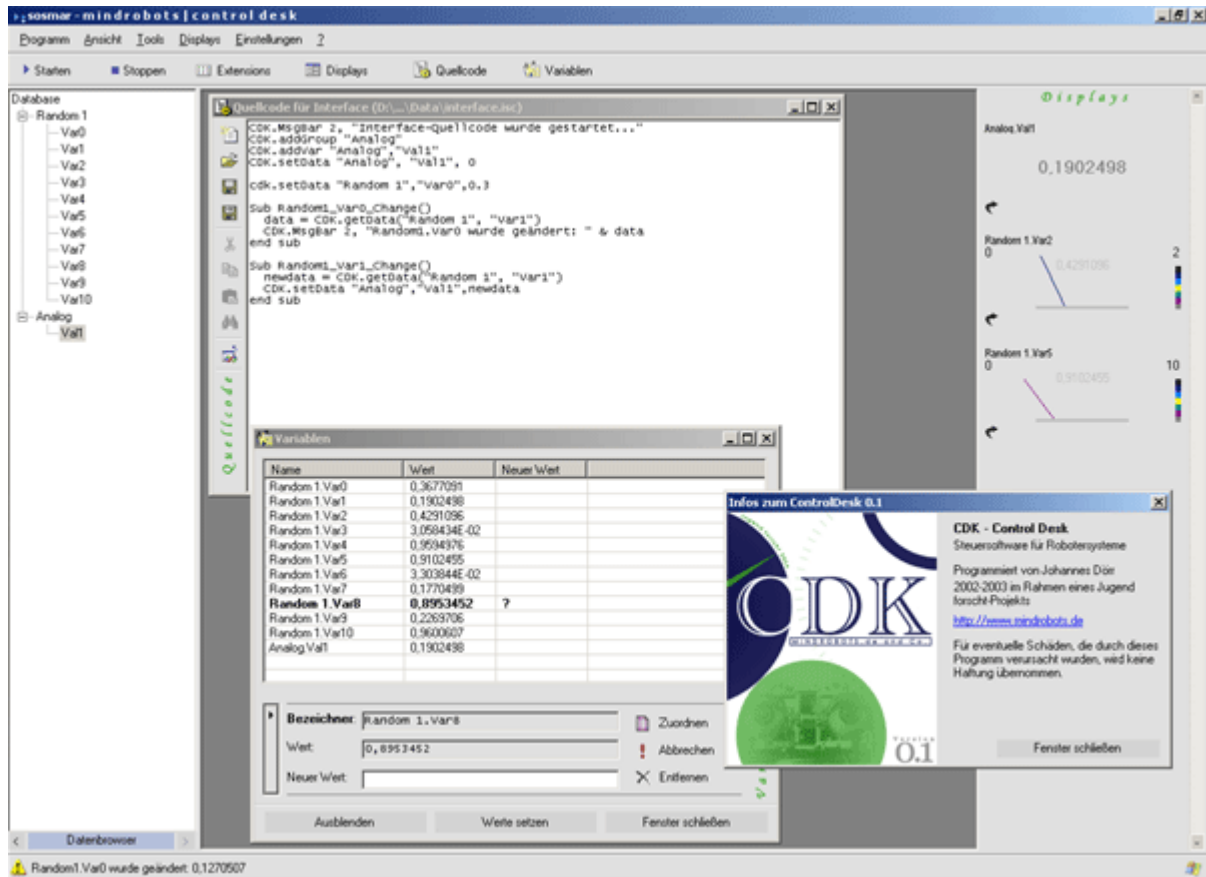 sosmar - mindrobots | control desk
Programm Ansicht Tools Displays Einstellungen ?
Starten Stoppen Extensions Displays Quellcode Variablen
Database
Random 1
Var0
Var1
Var2
Var3
Var4
Var5
Var6
Var7
Var8
Var9
Var10
Analog
Val1
Datenbrowser
Quellcode für Interface (D:\...\Data\interface.isc)
CDK.MsgBar 2, "Interface-Quellcode wurde gestartet..."
CDK.addGroup "Analog"
CDK.addVar "Analog","Val1"
CDK.setData "Analog", "Val1", 0
cdk.setData "Random 1","Var0",0.3
Sub Random1_Var0_Change()
data = CDK.getData("Random 1", "Var1")
CDK.MsgBar 2, "Random1.Var0 wurde geändert: " & data
end sub
Sub Random1_Var1_Change()
newdata = CDK.getData("Random 1", "Var1")
CDK.setData "Analog","Val1",newdata
end sub
Quellcode
Variablen
Name Wert Neuer Wert
Random 1.Var0 0,3677091
Random 1.Var1 0,1902498
Random 1.Var2 0,4291096
Random 1.Var3 3,058434E-02
Random 1.Var4 0,9594976
Random 1.Var5 0,9102455
Random 1.Var6 3,303844E-02
Random 1.Var7 0,1770499
Random 1.Var8 0,8953452 ?
Random 1.Var9 0,2269706
Random 1.Var10 0,9600607
Analog.Val1 0,1902498
Bezeichner: Random 1.Var8
Wert: 0,8953452
Neuer Wert:
Zuordnen
Abbrechen
Entfernen
Ausblenden Werte setzen Fenster schließen
Displays
Analog.Val1
0,1902498
Random 1.Var2
0 2
0,4291096
Random 1.Var5
0 10
0,9102455
Infos zum ControlDesk 0.1
CDK
MINDROBOTS.de and Co.
Version
0.1
CDK - Control Desk
Steuersoftware für Robotersysteme
Programmiert von Johannes Dörr
2002-2003 im Rahmen eines Jugend
forscht-Projekts
http://www.mindrobots.de
Für eventuelle Schäden, die durch dieses
Programm verursacht wurden, wird keine
Haftung übernommen.
Fenster schließen
Random1.Var0 wurde geändert: 0,1270507